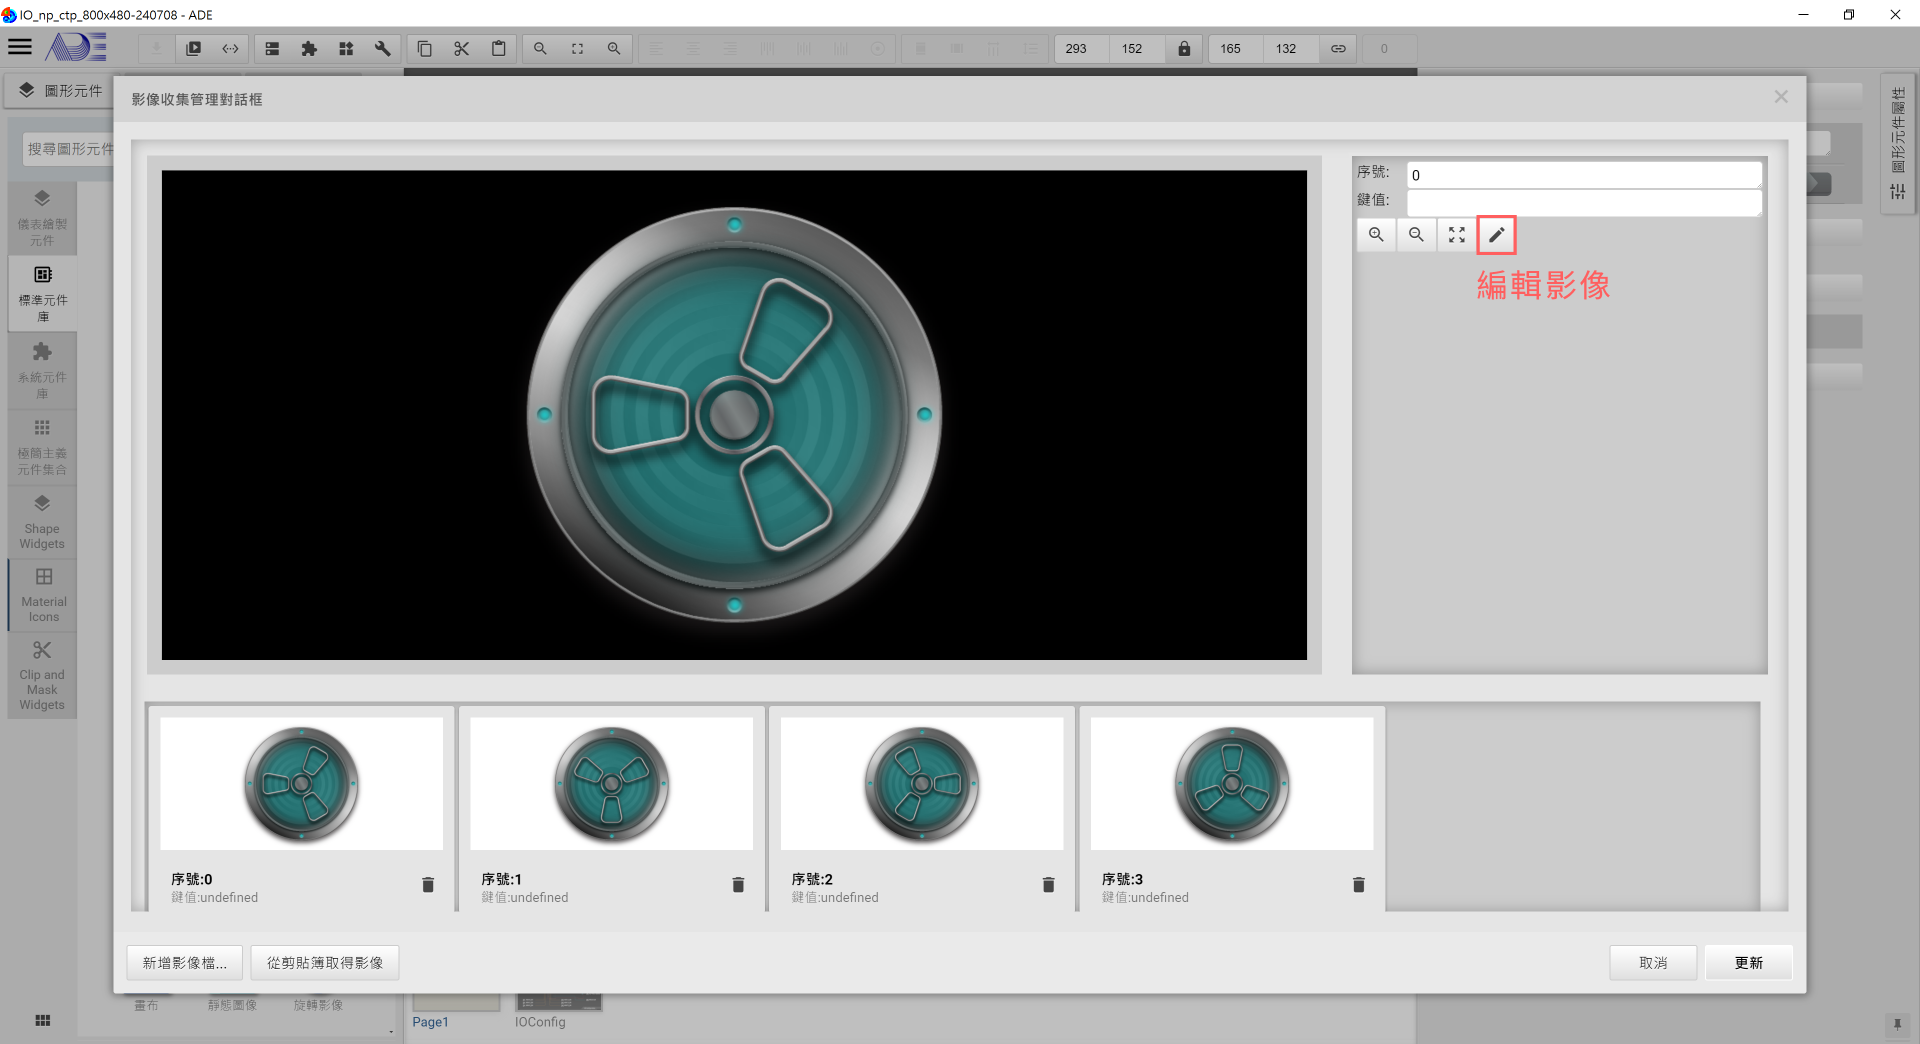 IO_np_ctp_800x480-240708 - ADE
ADE
293
152
165
132
0
圖形元件
搜尋圖形元件
儀表繪製
元件
標準元件
庫
系統元件
庫
極簡主義
元件集合
Shape
Widgets
Material
Icons
Clip and
Mask
Widgets
影像收集管理對話框
序號:
0
鍵值:
編輯影像
序號:0
鍵值:undefined
序號:1
鍵值:undefined
序號:2
鍵值:undefined
序號:3
鍵值:undefined
新增影像檔...
從剪貼簿取得影像
取消
更新
畫布
靜態圖像
旋轉影像
Page1
IOConfig
圖形元件屬性